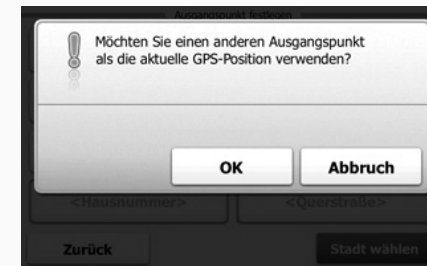 Ausgangspunkt festlegen
Möchten Sie einen anderen Ausgangspunkt
als die aktuelle GPS-Position verwenden?
OK Abbruch
<Hausnummer> <Querstraße>
Zurück Stadt wählen